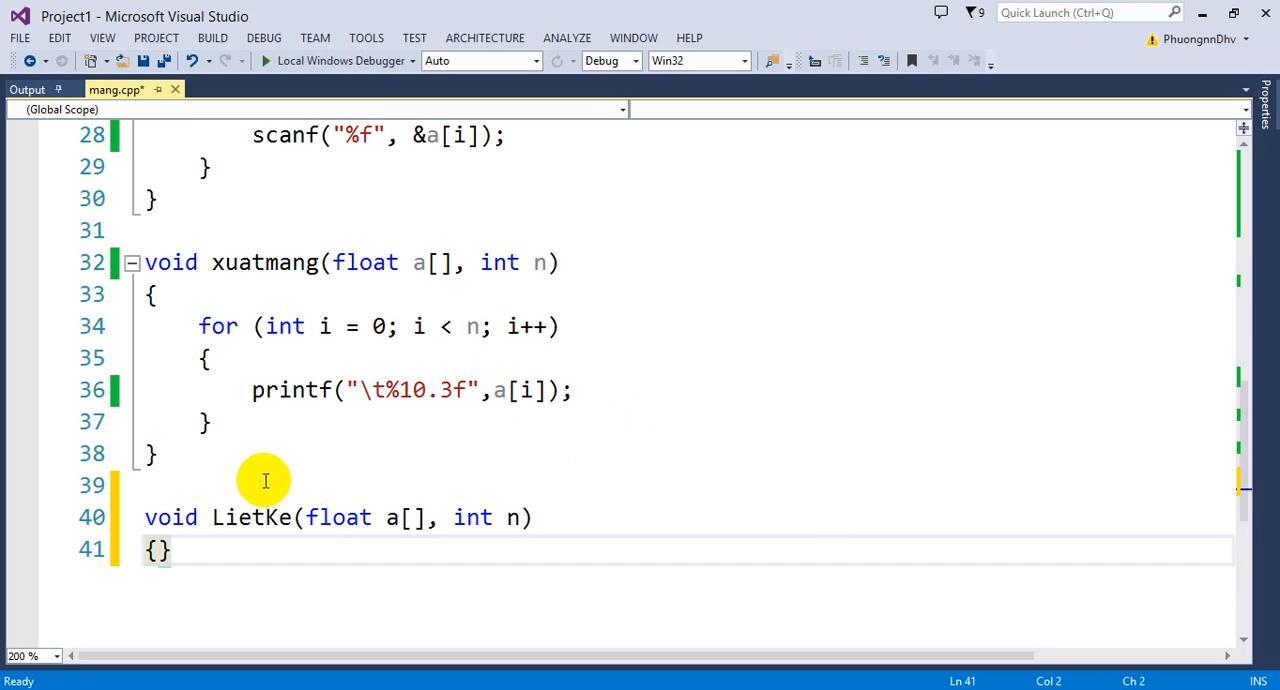 Project1 - Microsoft Visual Studio
9
Quick Launch (Ctrl+Q)
FILE EDIT VIEW PROJECT BUILD DEBUG TEAM TOOLS TEST ARCHITECTURE ANALYZE WINDOW HELP
PhuongnnDhv
Local Windows Debugger Auto Debug Win32
Output mang.cpp*
(Global Scope)
Properties
28 scanf("%f", &a[i]);
29 }
30 }
31
32 void xuatmang(float a[], int n)
33 {
34 for (int i = 0; i < n; i++)
35 {
36 printf("\t%10.3f",a[i]);
37 }
38 }
39
40 void LietKe(float a[], int n)
41 {}
200 %
Ready Ln 41 Col 2 Ch 2 INS